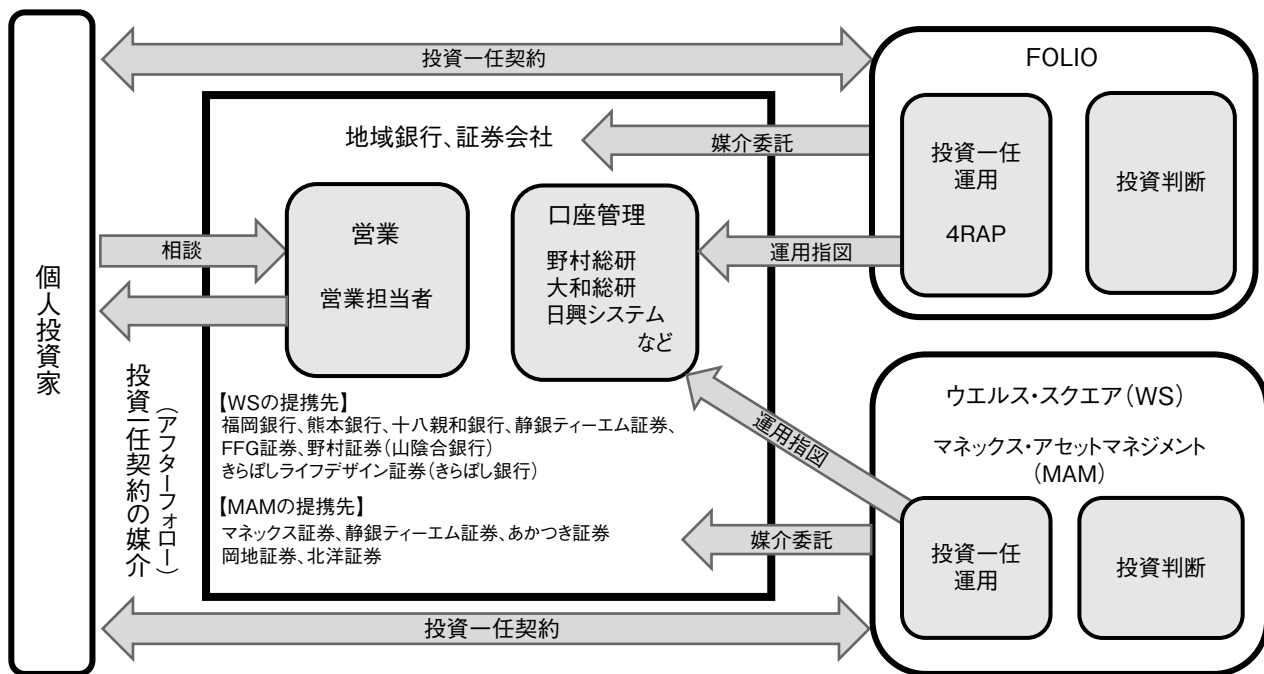 投資一任契約
FOLIO
地域銀行、証券会社
媒介委託
投資一任
運用
4RAP
投資判断
営業
営業担当者
口座管理
野村総研
大和総研
日興システム
など
相談
運用指図
個人投資家
投資一任契約の媒介
（アフターフォロー）
【WSの提携先】
福岡銀行、熊本銀行、十八親和銀行、静銀ティーエム証券、
FFG証券、野村証券（山陰合銀行）
きらぼしライフデザイン証券（きらぼし銀行）
【MAMの提携先】
マネックス証券、静銀ティーエム証券、あかつき証券
岡地証券、北洋証券
運用指図
ウエルス・スクエア（WS）
マネックス・アセットマネジメント
（MAM）
媒介委託
投資一任
運用
投資判断
投資一任契約